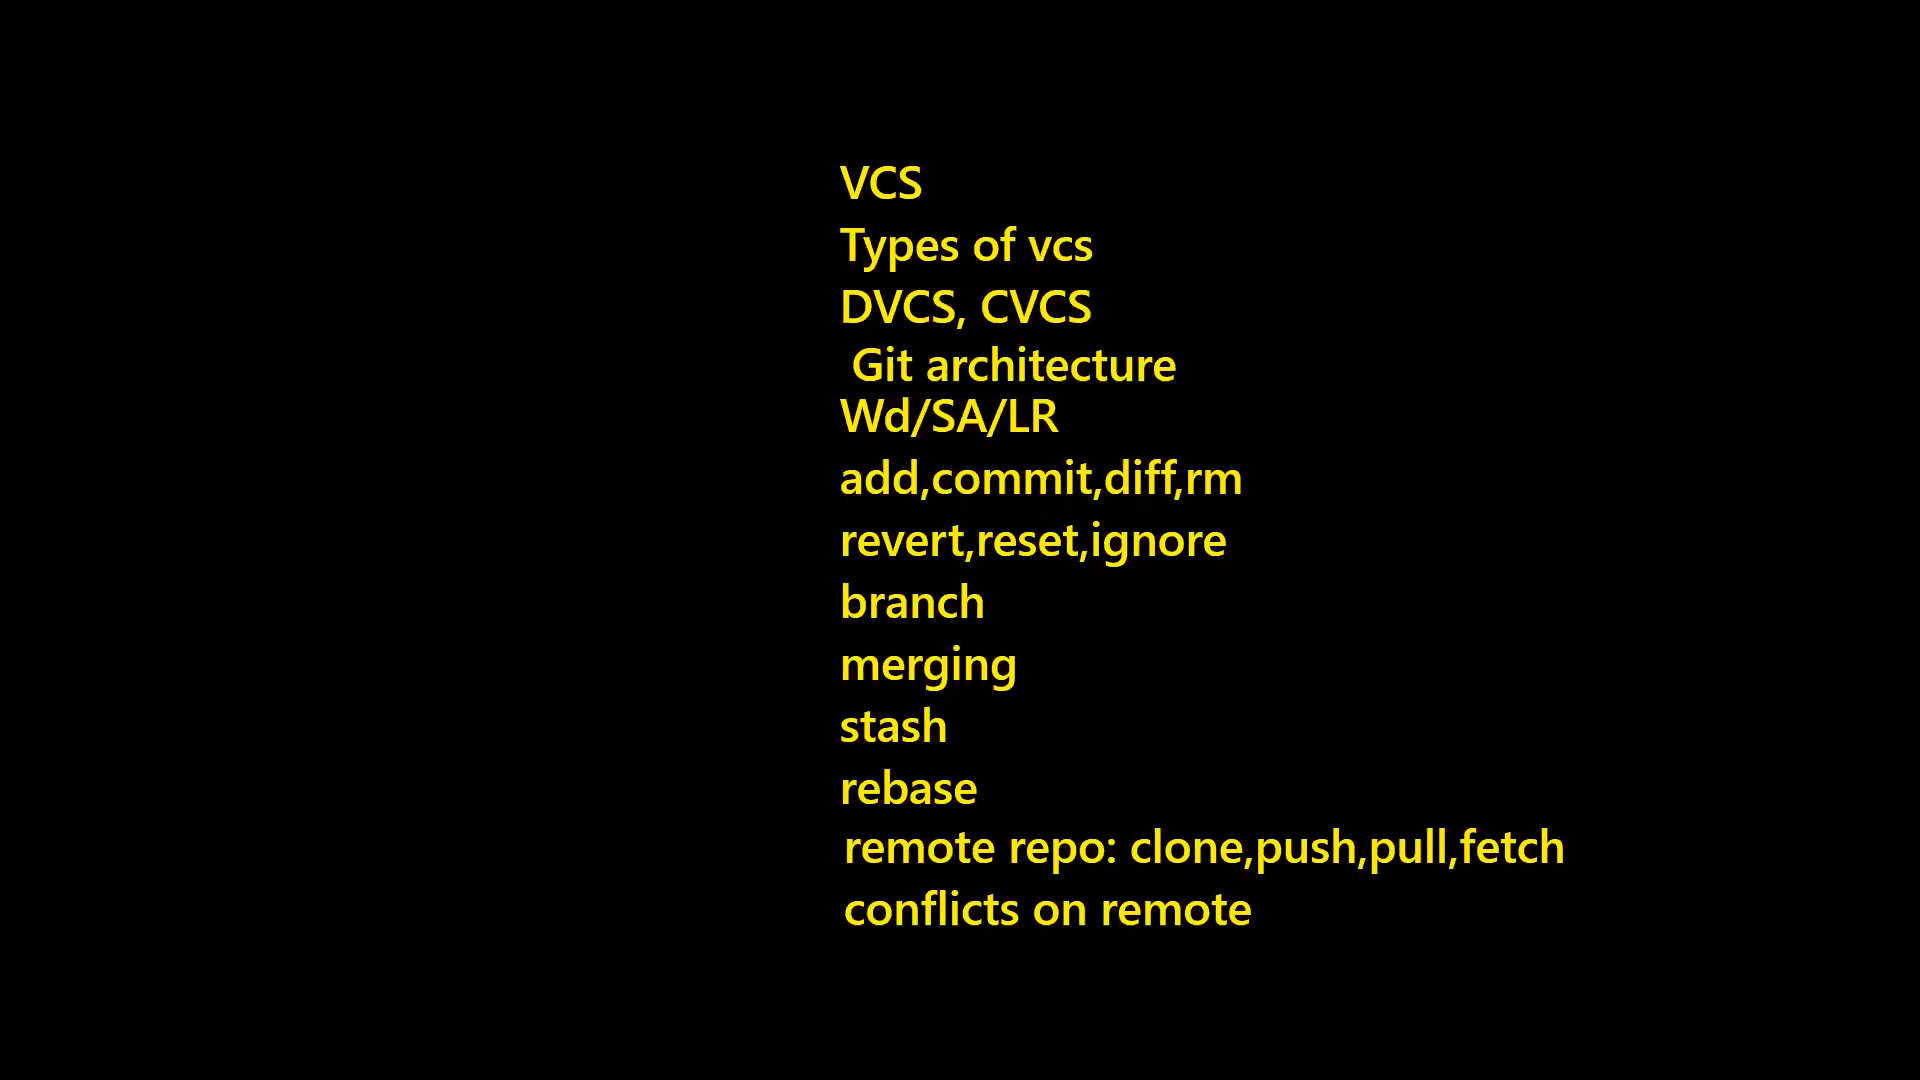 VCS
Types of vcs
DVCS, CVCS
Git architecture
Wd/SA/LR
add,commit,diff,rm
revert,reset,ignore
branch
merging
stash
rebase
remote repo: clone,push,pull,fetch
conflicts on remote